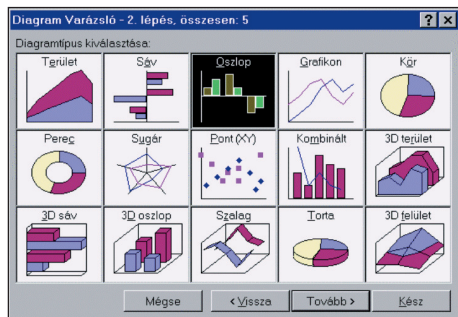 Diagram Varázsló - 2. lépés, összesen: 5
Diagramtípus kiválasztása:
Terület Sáv Oszlop Grafikon Kör
Perec Sugár Pont (XY) Kombinált 3D terület
3D sáv 3D oszlop Szalag Torta 3D felület
Mégse < Vissza Tovább > Kész